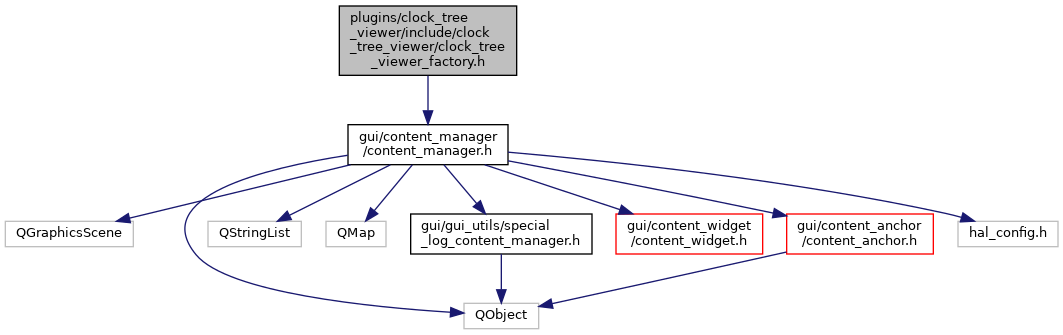 plugins/clock_tree
_viewer/include/clock
_tree_viewer/clock_tree
_viewer_factory.h
gui/content_manager
/content_manager.h
QGraphicsScene
QStringList
QMap
gui/gui_utils/special
_log_content_manager.h
gui/content_widget
/content_widget.h
gui/content_anchor
/content_anchor.h
hal_config.h
QObject